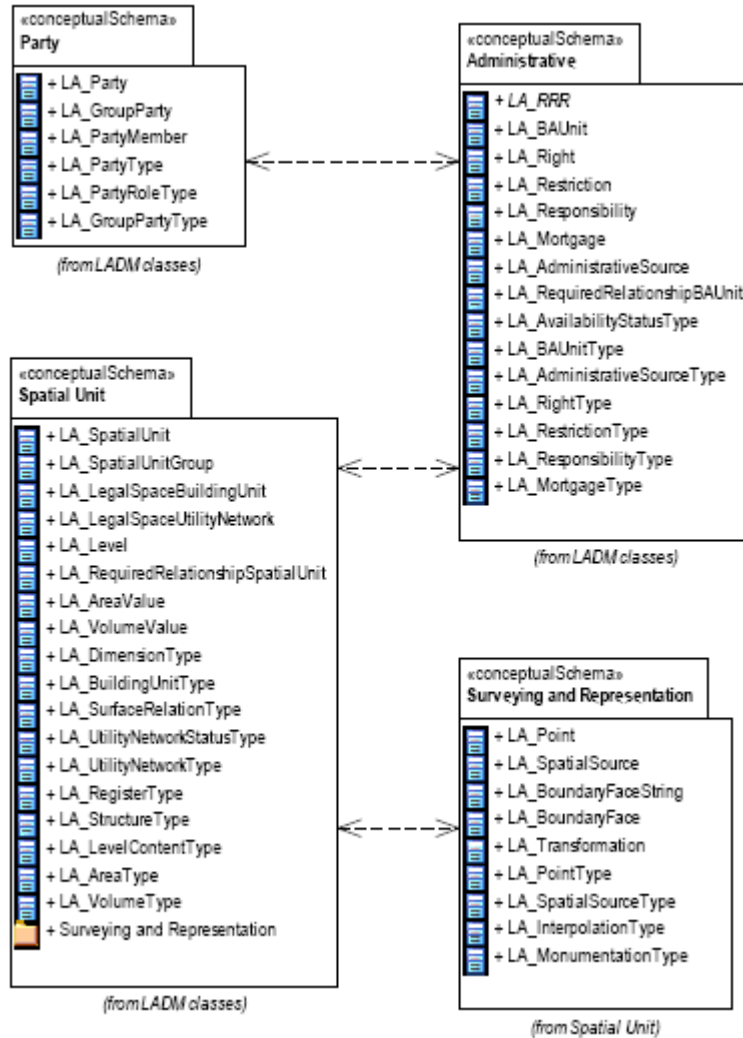 «conceptualSchema»
Party
+ LA_Party
+ LA_GroupParty
+ LA_PartyMember
+ LA_PartyType
+ LA_PartyRoleType
+ LA_GroupPartyType
(from LADM classes)
«conceptualSchema»
Administrative
+ LA_RRR
+ LA_BAUnit
+ LA_Right
+ LA_Restriction
+ LA_Responsibility
+ LA_Mortgage
+ LA_AdministrativeSource
+ LA_RequiredRelationshipBAUnit
+ LA_AvailabilityStatusType
+ LA_BAUnitType
+ LA_AdministrativeSourceType
+ LA_RightType
+ LA_RestrictionType
+ LA_ResponsibilityType
+ LA_MortgageType
(from LADM classes)
«conceptualSchema»
Spatial Unit
+ LA_SpatialUnit
+ LA_SpatialUnitGroup
+ LA_LegalSpaceBuildingUnit
+ LA_LegalSpaceUtilityNetwork
+ LA_Level
+ LA_RequiredRelationshipSpatialUnit
+ LA_AreaValue
+ LA_VolumeValue
+ LA_DimensionType
+ LA_BuildingUnitType
+ LA_SurfaceRelationType
+ LA_UtilityNetworkStatusType
+ LA_UtilityNetworkType
+ LA_RegisterType
+ LA_StructureType
+ LA_LevelContentType
+ LA_AreaType
+ LA_VolumeType
+ Surveying and Representation
(from LADM classes)
«conceptualSchema»
Surveying and Representation
+ LA_Point
+ LA_SpatialSource
+ LA_BoundaryFaceString
+ LA_BoundaryFace
+ LA_Transformation
+ LA_PointType
+ LA_SpatialSourceType
+ LA_InterpolationType
+ LA_MonumentationType
(from Spatial Unit)